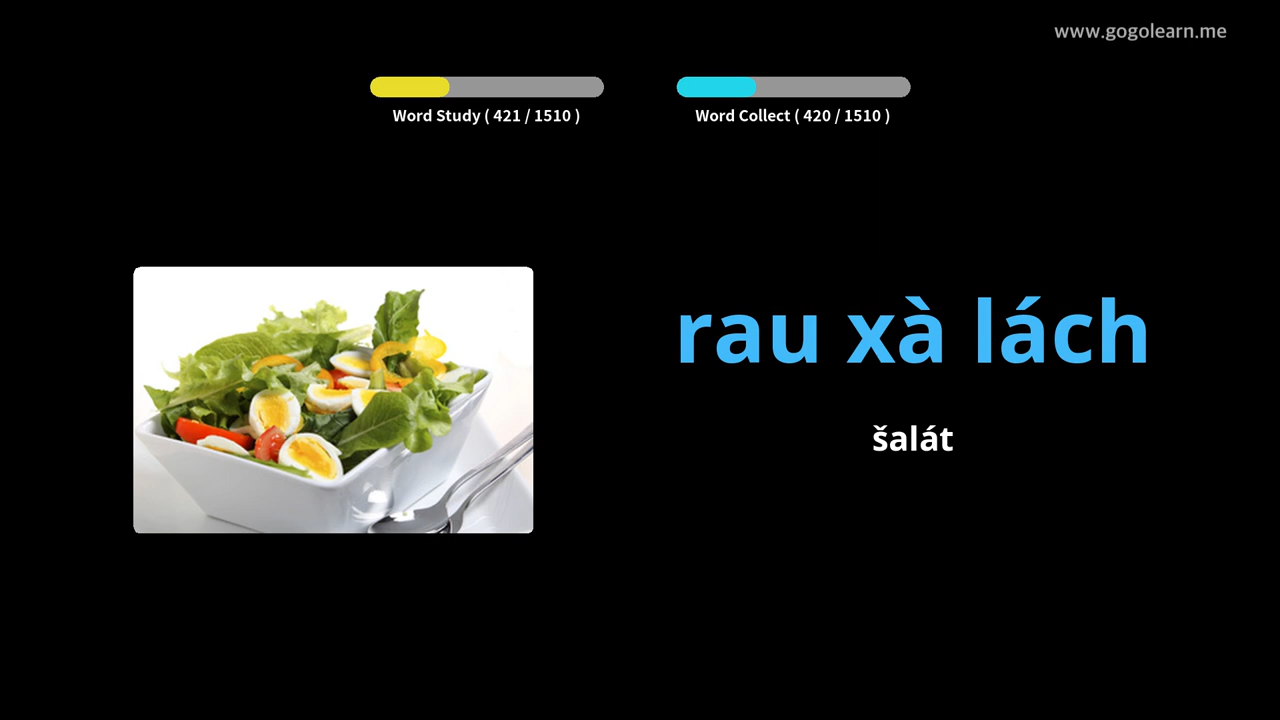 www.gogolearn.me
Word Study ( 421 / 1510 )
Word Collect ( 420 / 1510 )
rau xà lách
šalát